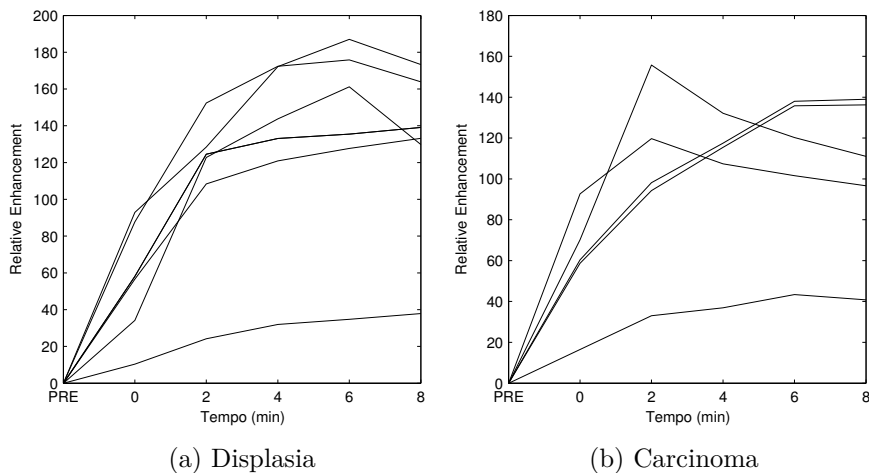 200
180
160
140
120
100
80
60
40
20
0
PRE 0 2 4 6 8
Relative Enhancement
Tempo (min)
(a) Displasia
180
160
140
120
100
80
60
40
20
0
PRE 0 2 4 6 8
Relative Enhancement
Tempo (min)
(b) Carcinoma